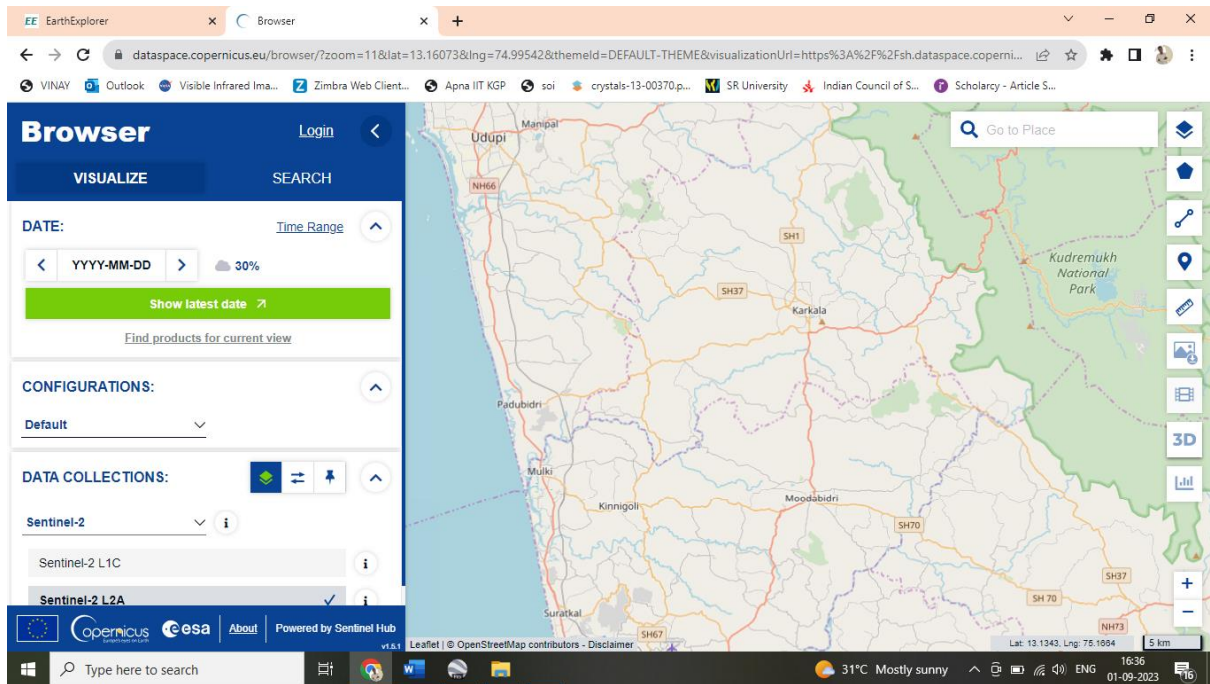 EE EarthExplorer
Browser
dataspace.copernicus.eu/browser/?zoom=11&lat=13.16073&lng=74.99542&themeId=DEFAULT-THEME&visualizationUrl=https%3A%2F%2Fsh.dataspace.coperni...
VINAY Outlook Visible Infrared Ima... Zimbra Web Client... Apna IIT KGP soi crystals-13-00370.p... SR University Indian Council of S... Scholarcy - Article S...
Browser
Login
VISUALIZE SEARCH
DATE: Time Range
YYYY-MM-DD 30%
Show latest date
Find products for current view
CONFIGURATIONS:
Default
DATA COLLECTIONS:
Sentinel-2 i
Sentinel-2 L1C i
Sentinel-2 L2A i
opernicus esa About Powered by Sentinel Hub
v1.5.1
Go to Place
Manipal
Udupi
NH66
SH1
Kudremukh
National
Park
SH37
Karkala
Padubidri
3D
Mulki
Kinnigoli
Moodabidri
SH70
SH37
SH 70
Suratkal
NH73
SH67
Leaflet | © OpenStreetMap contributors - Disclaimer
Lat: 13.1343, Lng: 75.1664 5 km
Type here to search
31°C Mostly sunny
ENG
16:36
01-09-2023
16